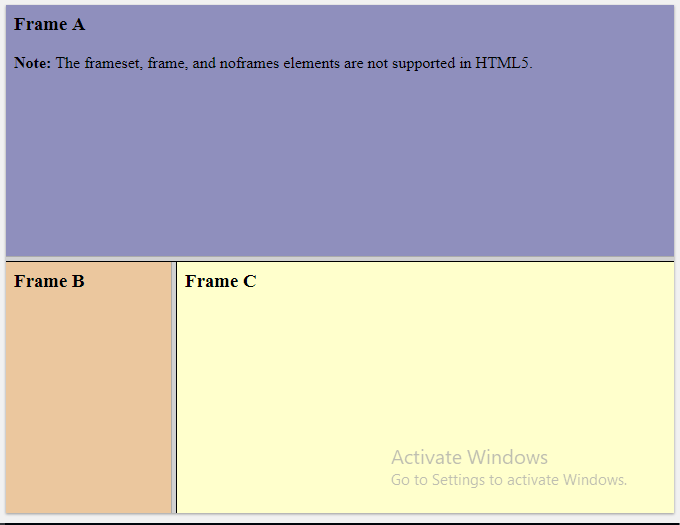 Frame A
Note: The frameset, frame, and noframes elements are not supported in HTML5.
Frame B
Frame C
Activate Windows
Go to Settings to activate Windows.